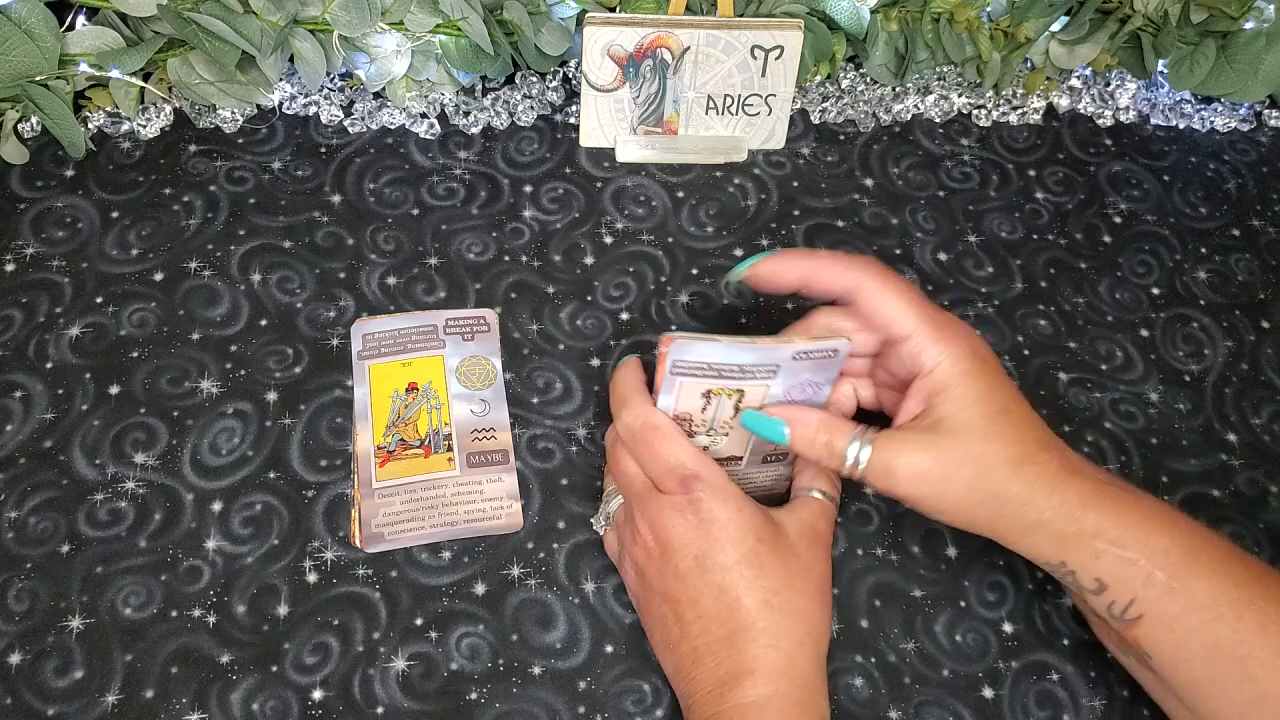 ARIES
MAKING A
BREAK FOR
IT
Confessing, coming clean,
turning over new leaf,
conscience kicking in
VII
MAYBE
Deceit, lies, trickery, cheating, theft,
underhanded, scheming,
dangerous/risky behaviour, enemy
masquerading as friend, spying, lack of
conscience, strategy, resourceful
YES